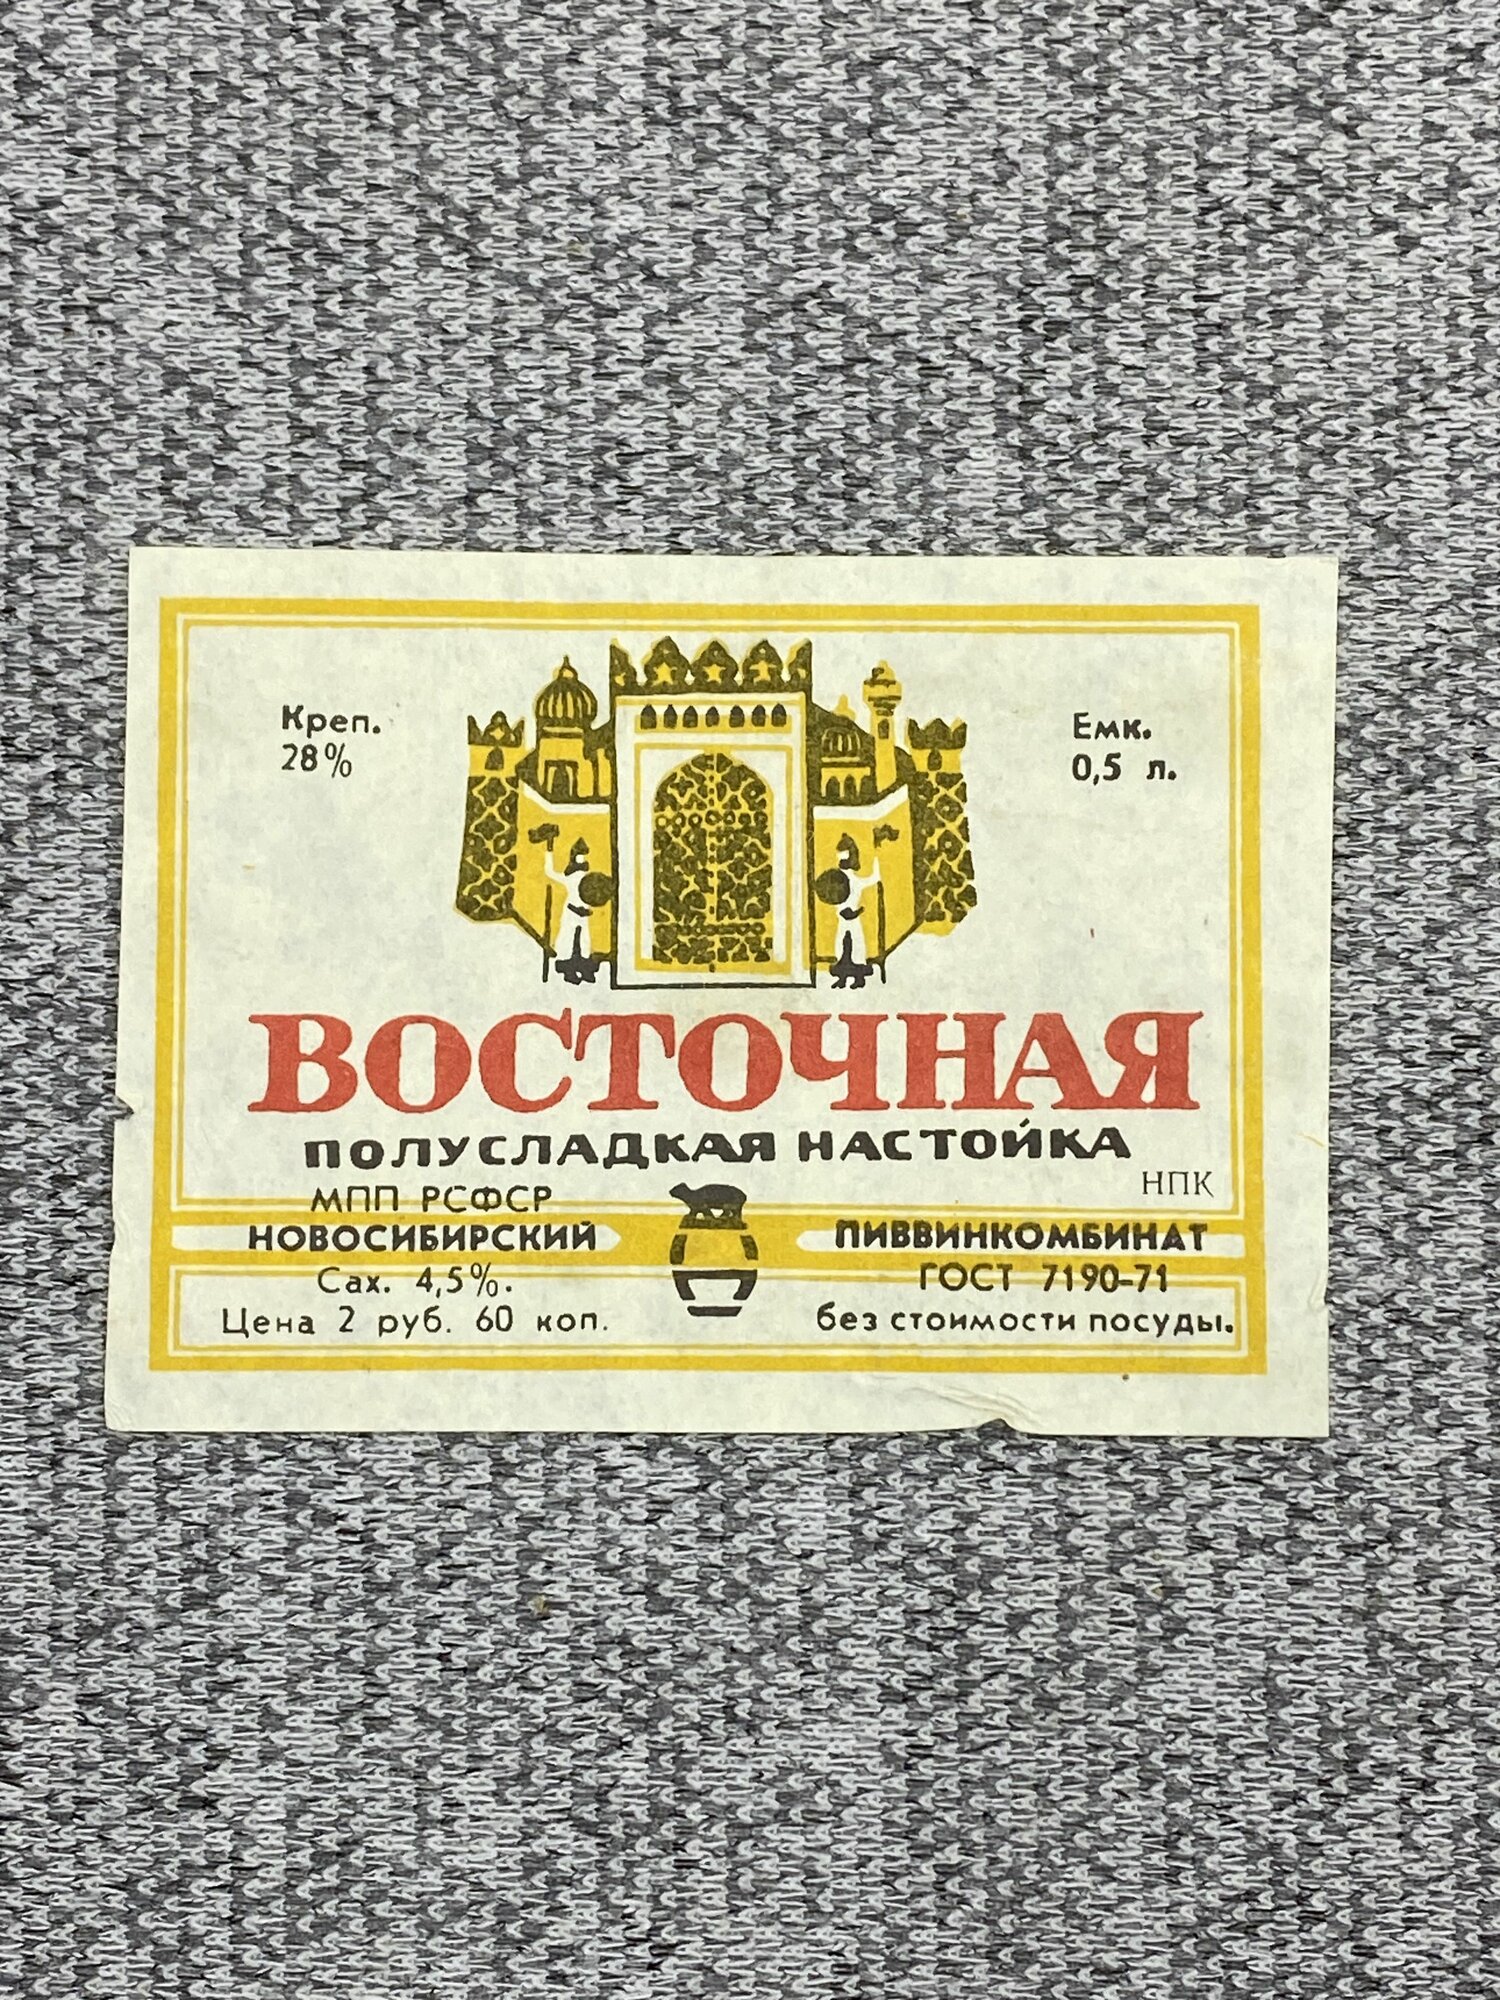 Креп.
28%
Емк.
0,5 л.
ВОСТОЧНАЯ
ПОЛУСЛАДКАЯ НАСТОЙКА
НПК
МПП РСФСР
НОВОСИБИРСКИЙ ПИВВИНКОМБИНАТ
Сах. 4,5%. ГОСТ 7190-71
Цена 2 руб. 60 коп. без стоимости посуды.